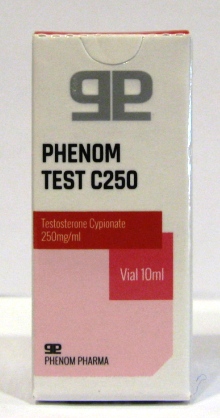 PHENOM
TEST C250
Testosterone Cypionate
250mg/ml
Vial 10ml
PHENOM PHARMA